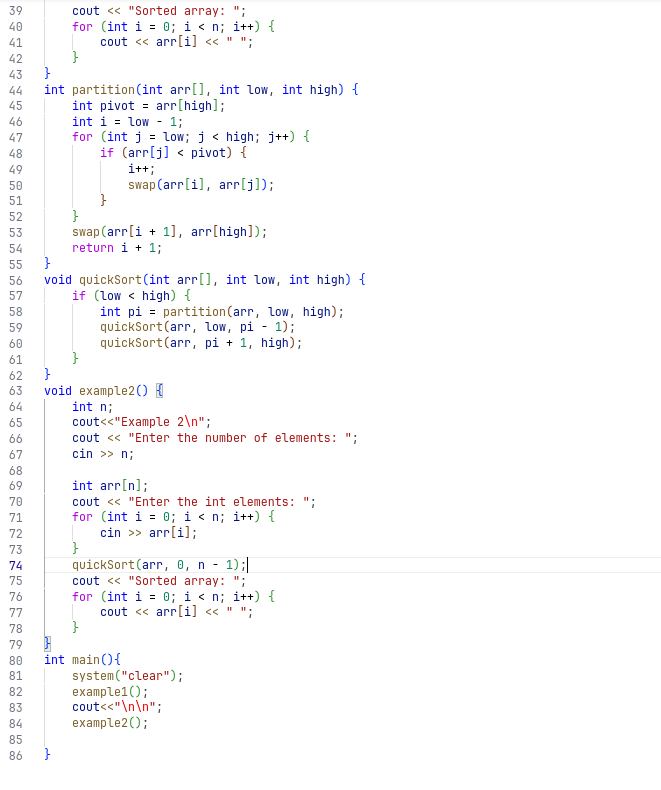 39 cout << "Sorted array: ";
40 for (int i = 0; i < n; i++) {
41 cout << arr[i] << " ";
42 }
43 }
44 int partition(int arr[], int low, int high) {
45 int pivot = arr[high];
46 int i = low - 1;
47 for (int j = low; j < high; j++) {
48 if (arr[j] < pivot) {
49 i++;
50 swap(arr[i], arr[j]);
51 }
52 }
53 swap(arr[i + 1], arr[high]);
54 return i + 1;
55 }
56 void quickSort(int arr[], int low, int high) {
57 if (low < high) {
58 int pi = partition(arr, low, high);
59 quickSort(arr, low, pi - 1);
60 quickSort(arr, pi + 1, high);
61 }
62 }
63 void example2() {
64 int n;
65 cout<<"Example 2\n";
66 cout << "Enter the number of elements: ";
67 cin >> n;
68
69 int arr[n];
70 cout << "Enter the int elements: ";
71 for (int i = 0; i < n; i++) {
72 cin >> arr[i];
73 }
74 quickSort(arr, 0, n - 1);
75 cout << "Sorted array: ";
76 for (int i = 0; i < n; i++) {
77 cout << arr[i] << " ";
78 }
79 }
80 int main(){
81 system("clear");
82 example1();
83 cout<<"\n\n";
84 example2();
85
86 }